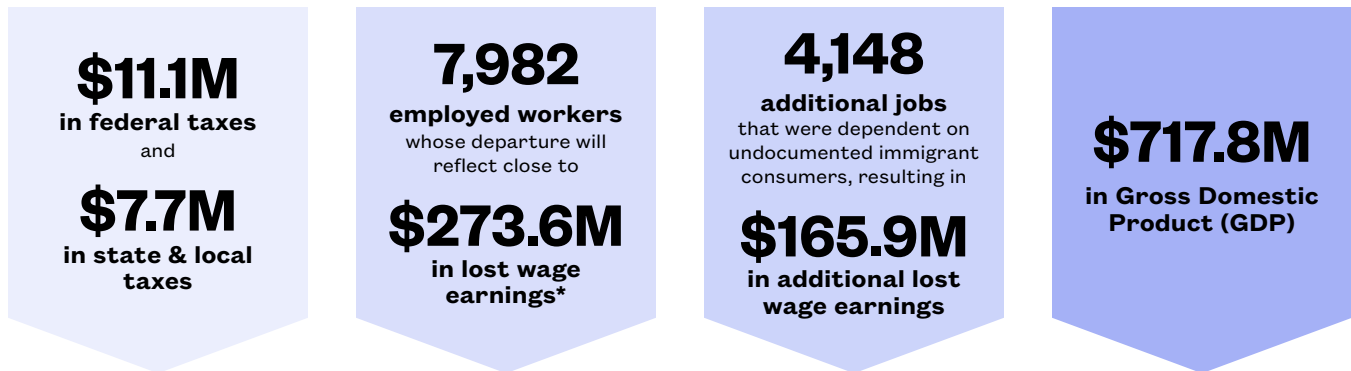 $11.1M
in federal taxes
and
$7.7M
in state & local
taxes
7,982
employed workers
whose departure will
reflect close to
$273.6M
in lost wage
earnings*
4,148
additional jobs
that were dependent on
undocumented immigrant
consumers, resulting in
$165.9M
in additional lost
wage earnings
$717.8M
in Gross Domestic
Product (GDP)